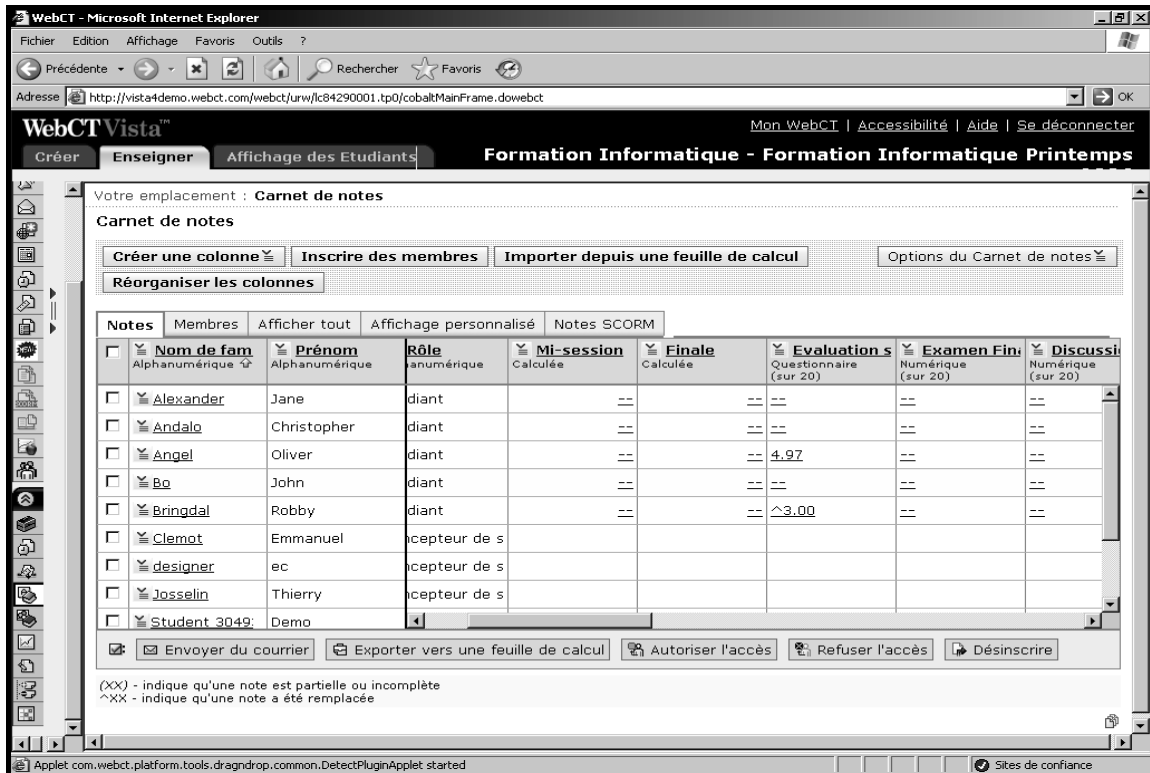 WebCT - Microsoft Internet Explorer
Fichier Edition Affichage Favoris Outils ?
Précédente Rechercher Favoris
Adresse http://vista4demo.webct.com/webct/urw/lc84290001.tp0/cobaltMainFrame.dowebct OK
WebCT Vista™ Mon WebCT | Accessibilité | Aide | Se déconnecter
Créer Enseigner Affichage des Etudiants Formation Informatique - Formation Informatique Printemps
Votre emplacement : Carnet de notes
Carnet de notes
Créer une colonne Inscrire des membres Importer depuis une feuille de calcul Options du Carnet de notes
Réorganiser les colonnes
Notes Membres Afficher tout Affichage personnalisé Notes SCORM
Nom de fam Prénom Rôle Mi-session Finale Evaluation s Examen Fin Discussi
Alphanumérique Alphanumérique anumérique Calculée Calculée Questionnaire Numérique Numérique
(sur 20) (sur 20) (sur 20)
Alexander Jane diant -- -- -- -- --
Andalo Christopher diant -- -- -- -- --
Angel Oliver diant -- -- 4.97 -- --
Bo John diant -- -- -- -- --
Bringdal Robby diant -- -- ^3.00 -- --
Clemot Emmanuel ncepteur de s
designer ec ncepteur de s
Josselin Thierry ncepteur de s
Student 3049 Demo
Envoyer du courrier Exporter vers une feuille de calcul Autoriser l'accès Refuser l'accès Désinscrire
(XX) - indique qu'une note est partielle ou incomplète
^XX - indique qu'une note a été remplacée
Applet com.webct.platform.tools.dragndrop.common.DetectPluginApplet started Sites de confiance